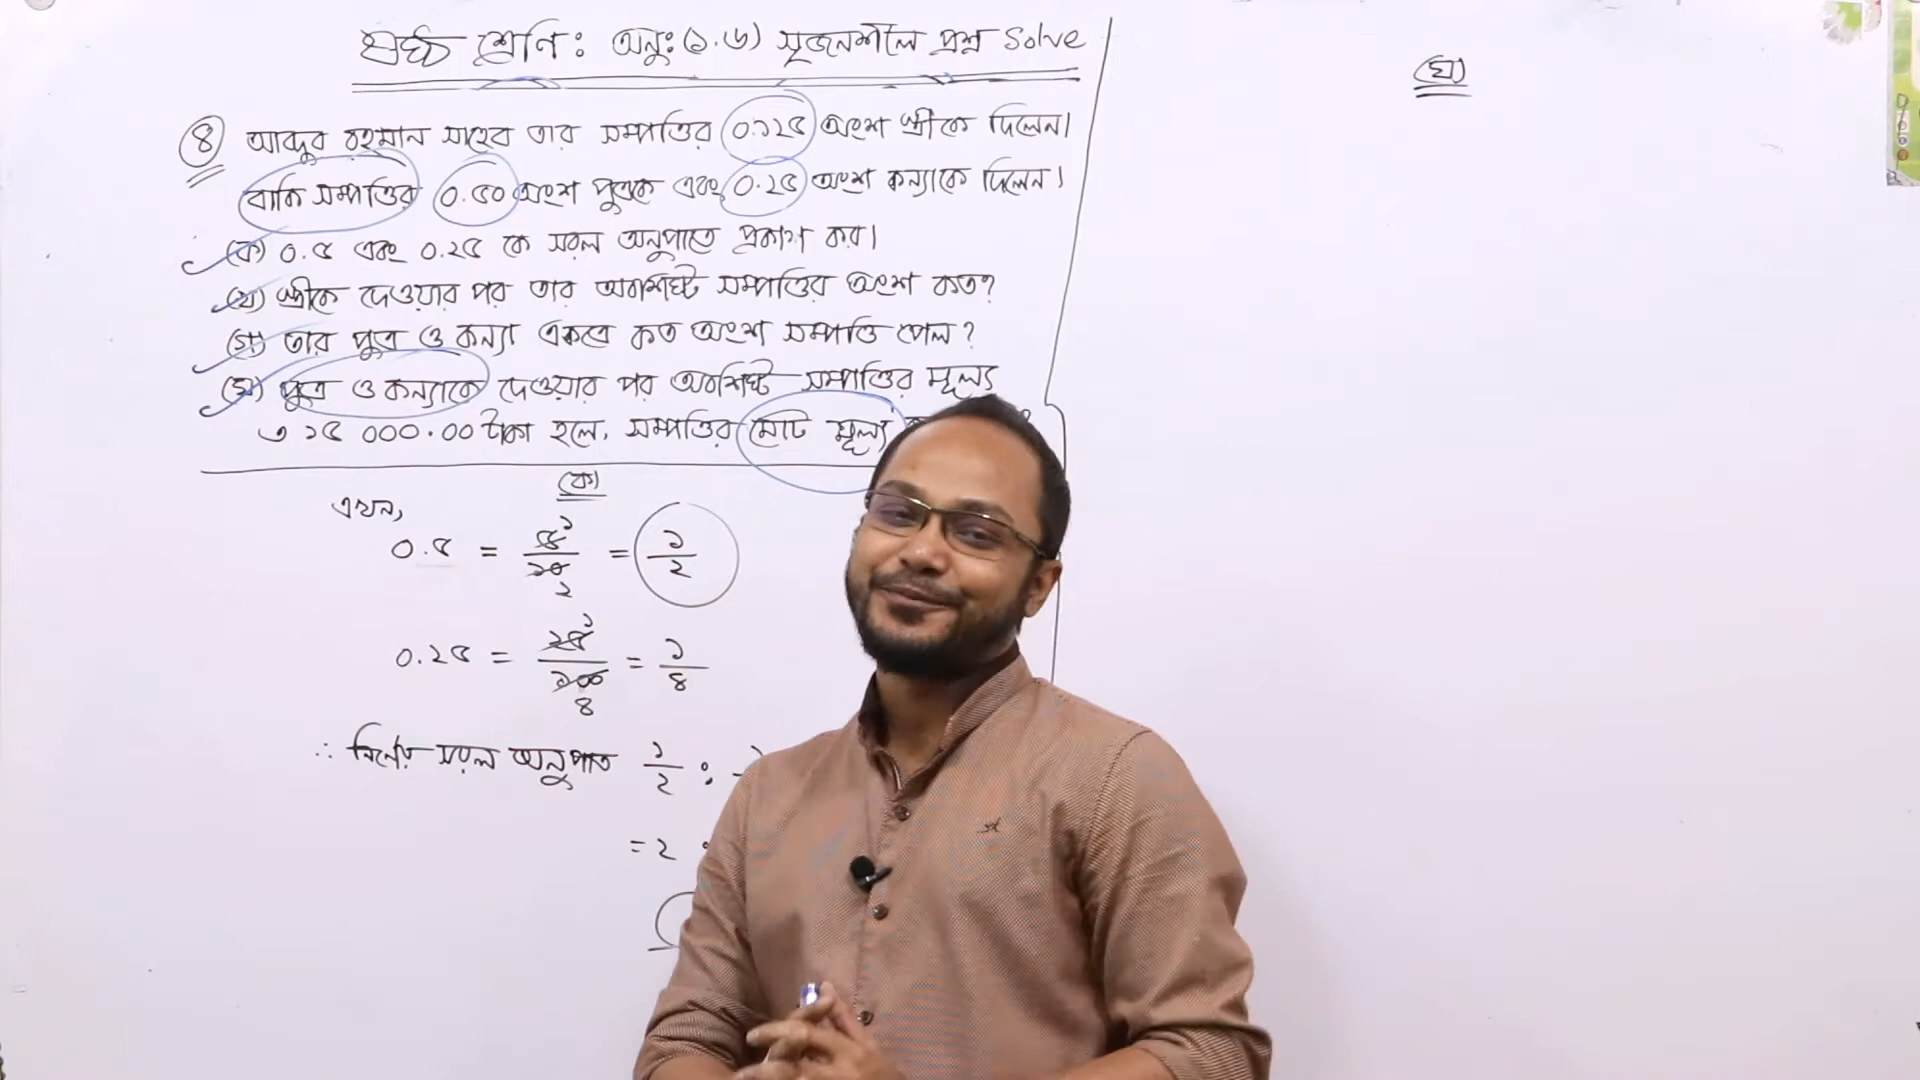 ষষ্ঠ শ্রেণি: অনু:(১.৬) সৃজনশীল প্রশ্ন Solve
(ঘ)
৪ আব্দুর রহমান সাহেব তার সম্পত্তির ০.১২৫ অংশ স্ত্রীকে দিলেন।
বাকি সম্পত্তির ০.৫০ অংশ পুত্রকে এবং ০.২৫ অংশ কন্যাকে দিলেন।
(ক) ০.৫ এবং ০.২৫ কে সরল অনুপাতে প্রকাশ কর।
(খ) স্ত্রীকে দেওয়ার পর তার অবশিষ্ট সম্পত্তির অংশ কত?
(গ) তার পুত্র ও কন্যা একত্রে কত অংশ সম্পত্তি পেল?
(ঘ) পুত্র ও কন্যাকে দেওয়ার পর অবশিষ্ট সম্পত্তির মূল্য
৩১৫০০০.০০ টাকা হলে, সম্পত্তির মোট মূল্য
(ক)
এখন,
০.৫ = ৫/১০ = ১/২
০.২৫ = ২৫/১০০ = ১/৪
∴ নির্ণেয় সরল অনুপাত ১/২ :
= ২ :